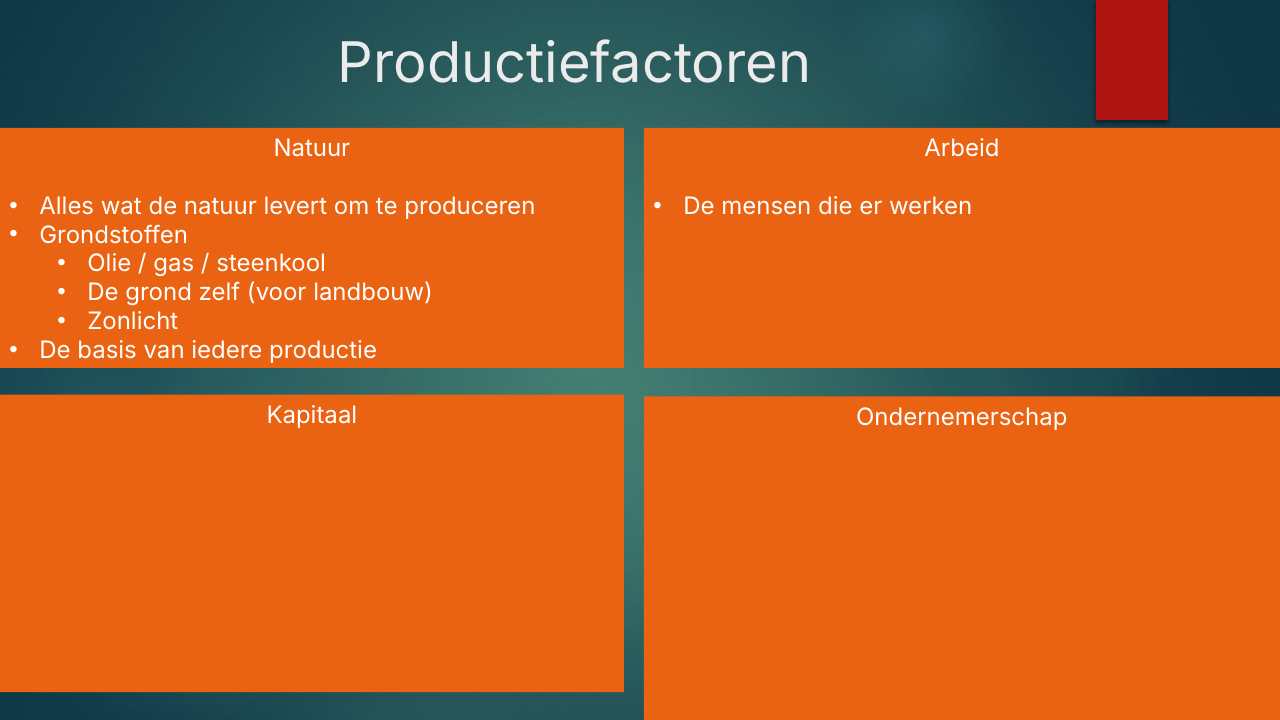 Productiefactoren
Natuur
• Alles wat de natuur levert om te produceren
• Grondstoffen
• Olie / gas / steenkool
• De grond zelf (voor landbouw)
• Zonlicht
• De basis van iedere productie
Arbeid
• De mensen die er werken
Kapitaal
Ondernemerschap